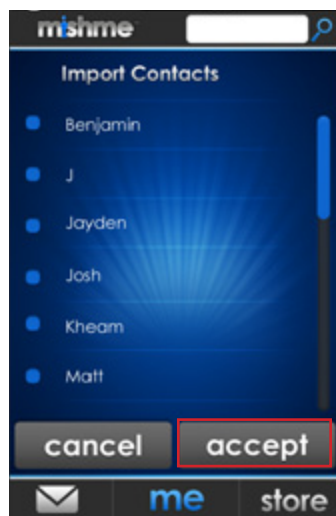 mishme
Import Contacts
Benjamin
J
Jayden
Josh
Kheam
Matt
cancel accept
me store